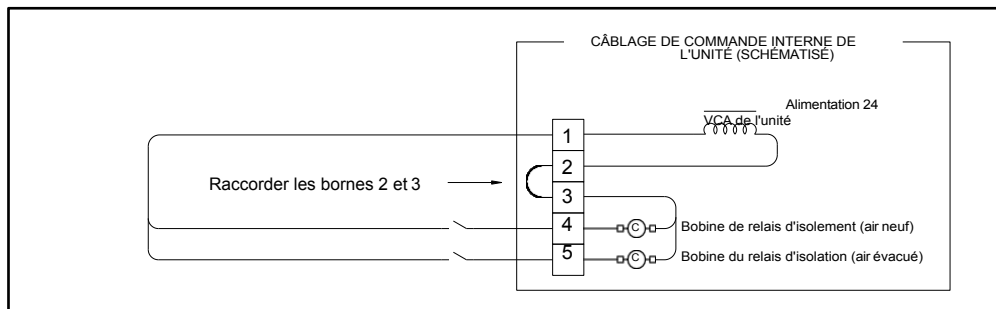 CÂBLAGE DE COMMANDE INTERNE DE
L'UNITÉ (SCHÉMATISÉ)
Alimentation 24
VCA de l'unité
1
2
Raccorder les bornes 2 et 3
3
4
C
Bobine de relais d'isolement (air neuf)
5
C
Bobine du relais d'isolation (air évacué)